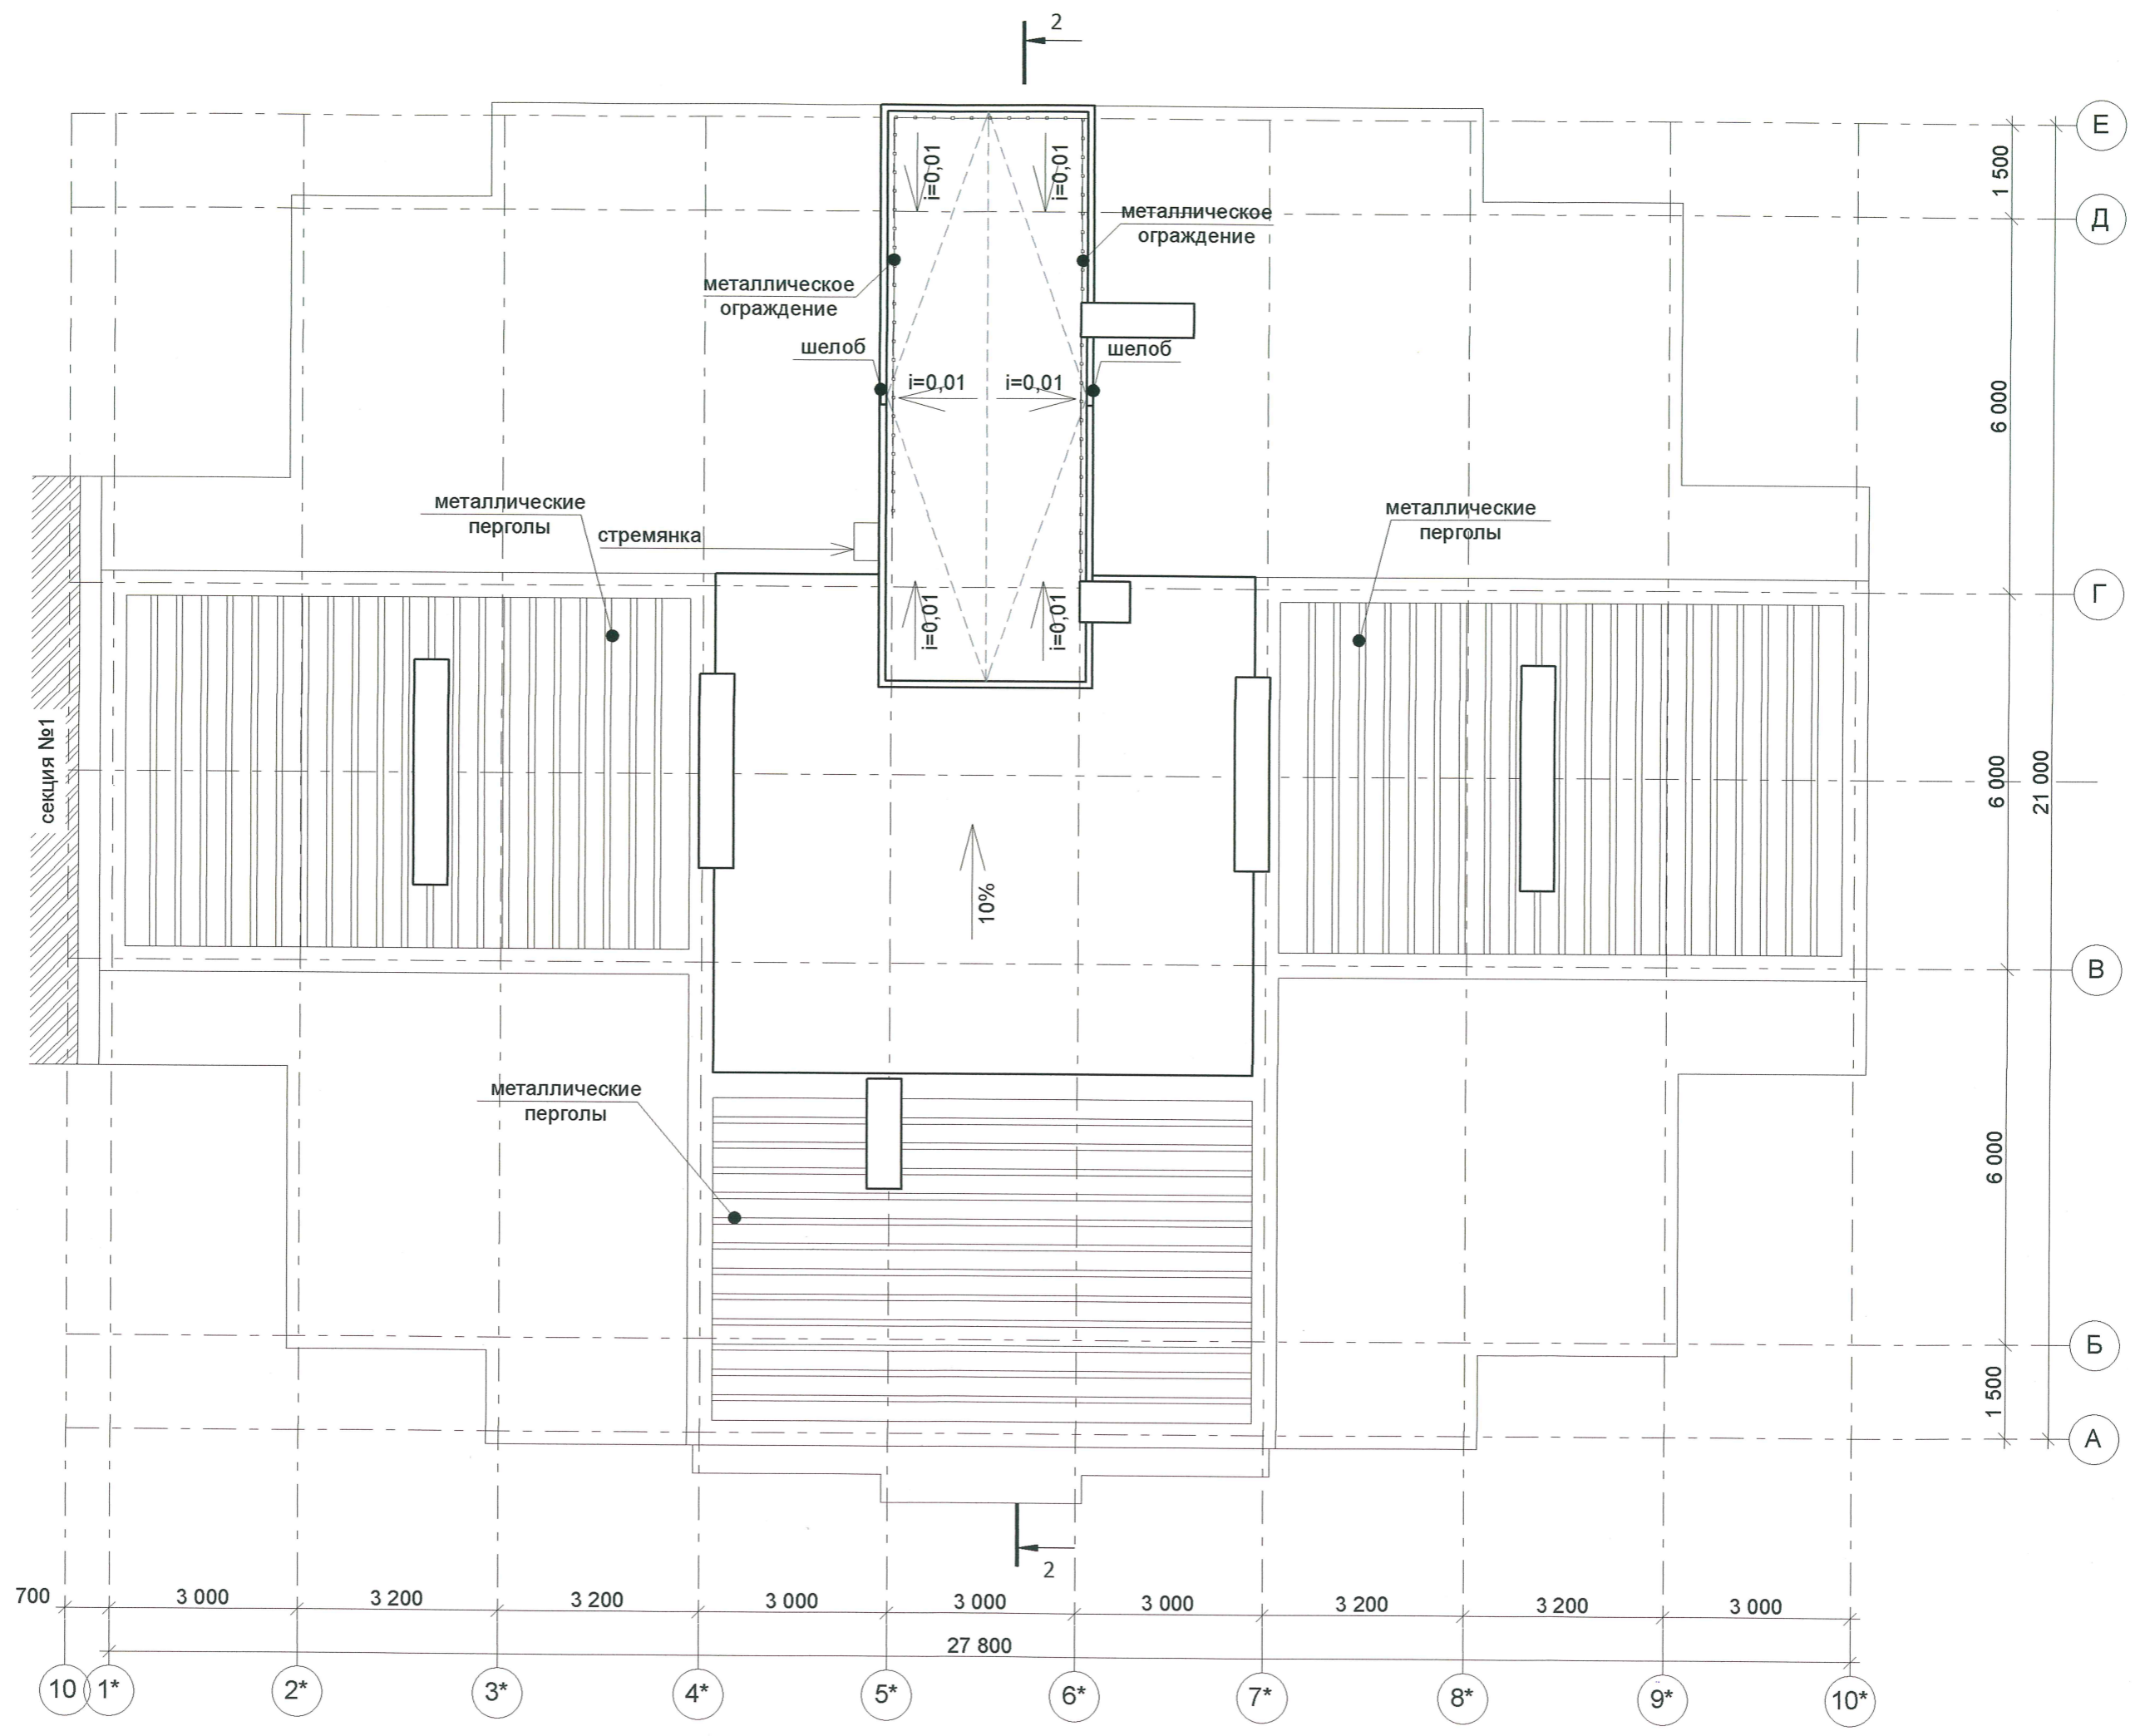 2
Е
1 500
i=0,01
i=0,01
металлическое
ограждение
Д
металлическое
ограждение
шелоб
шелоб
i=0,01
i=0,01
6 000
металлические
перголы
стремянка
металлические
перголы
Г
i=0,01
i=0,01
секция №1
6 000
21 000
10%
В
металлические
перголы
6 000
Б
1 500
А
2
700
3 000
3 200
3 200
3 000
3 000
3 000
3 200
3 200
3 000
27 800
10
1*
2*
3*
4*
5*
6*
7*
8*
9*
10*